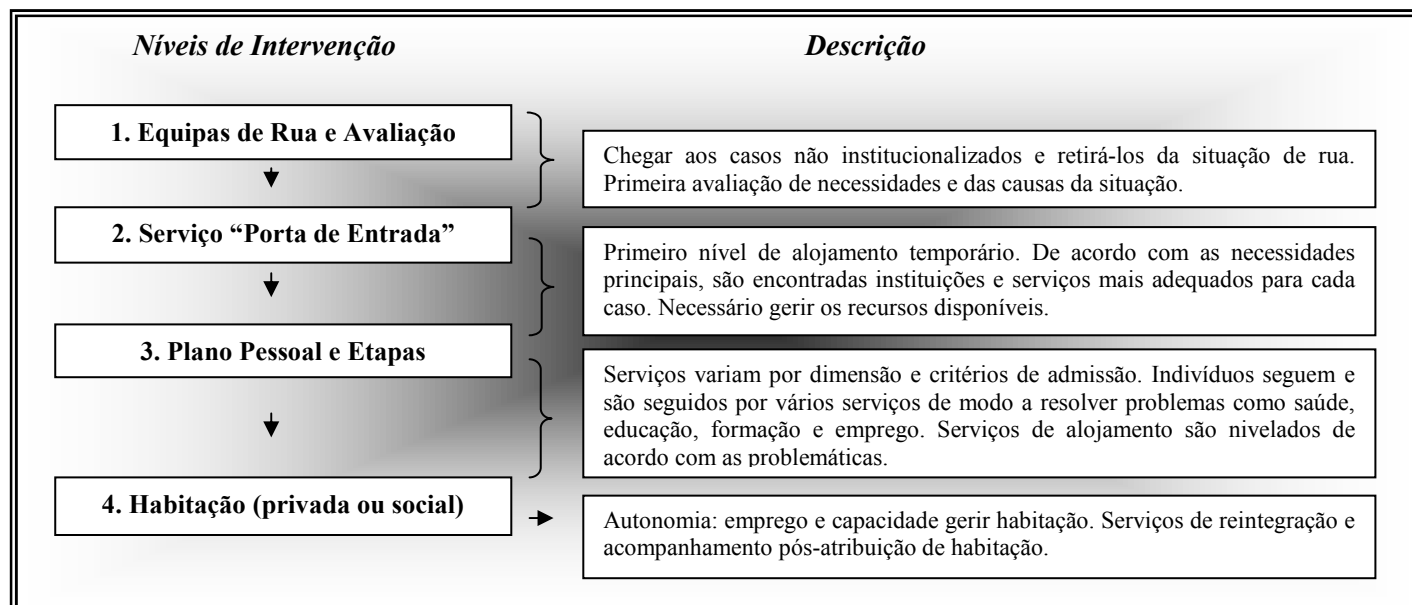 Níveis de Intervenção
Descrição
1. Equipas de Rua e Avaliação
Chegar aos casos não institucionalizados e retirá-los da situação de rua.
Primeira avaliação de necessidades e das causas da situação.
2. Serviço “Porta de Entrada”
Primeiro nível de alojamento temporário. De acordo com as necessidades
principais, são encontradas instituições e serviços mais adequados para cada
caso. Necessário gerir os recursos disponíveis.
3. Plano Pessoal e Etapas
Serviços variam por dimensão e critérios de admissão. Indivíduos seguem e
são seguidos por vários serviços de modo a resolver problemas como saúde,
educação, formação e emprego. Serviços de alojamento são nivelados de
acordo com as problemáticas.
4. Habitação (privada ou social)
Autonomia: emprego e capacidade gerir habitação. Serviços de reintegração e
acompanhamento pós-atribuição de habitação.